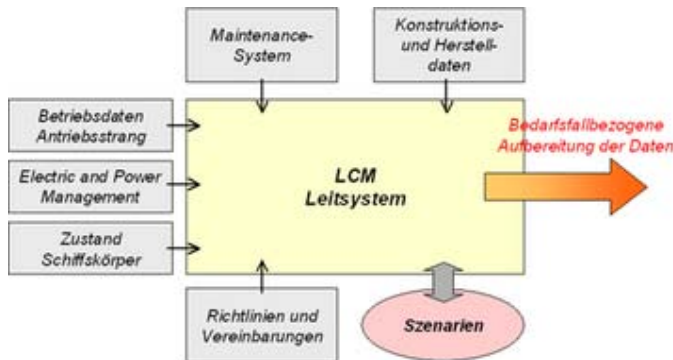 Maintenance-
System
Konstruktions-
und Herstell-
daten
Betriebsdaten
Antriebsstrang
Electric and Power
Management
Zustand
Schiffskörper
LCM
Leitsystem
Bedarfsfallbezogene
Aufbereitung der Daten
Richtlinien und
Vereinbarungen
Szenarien